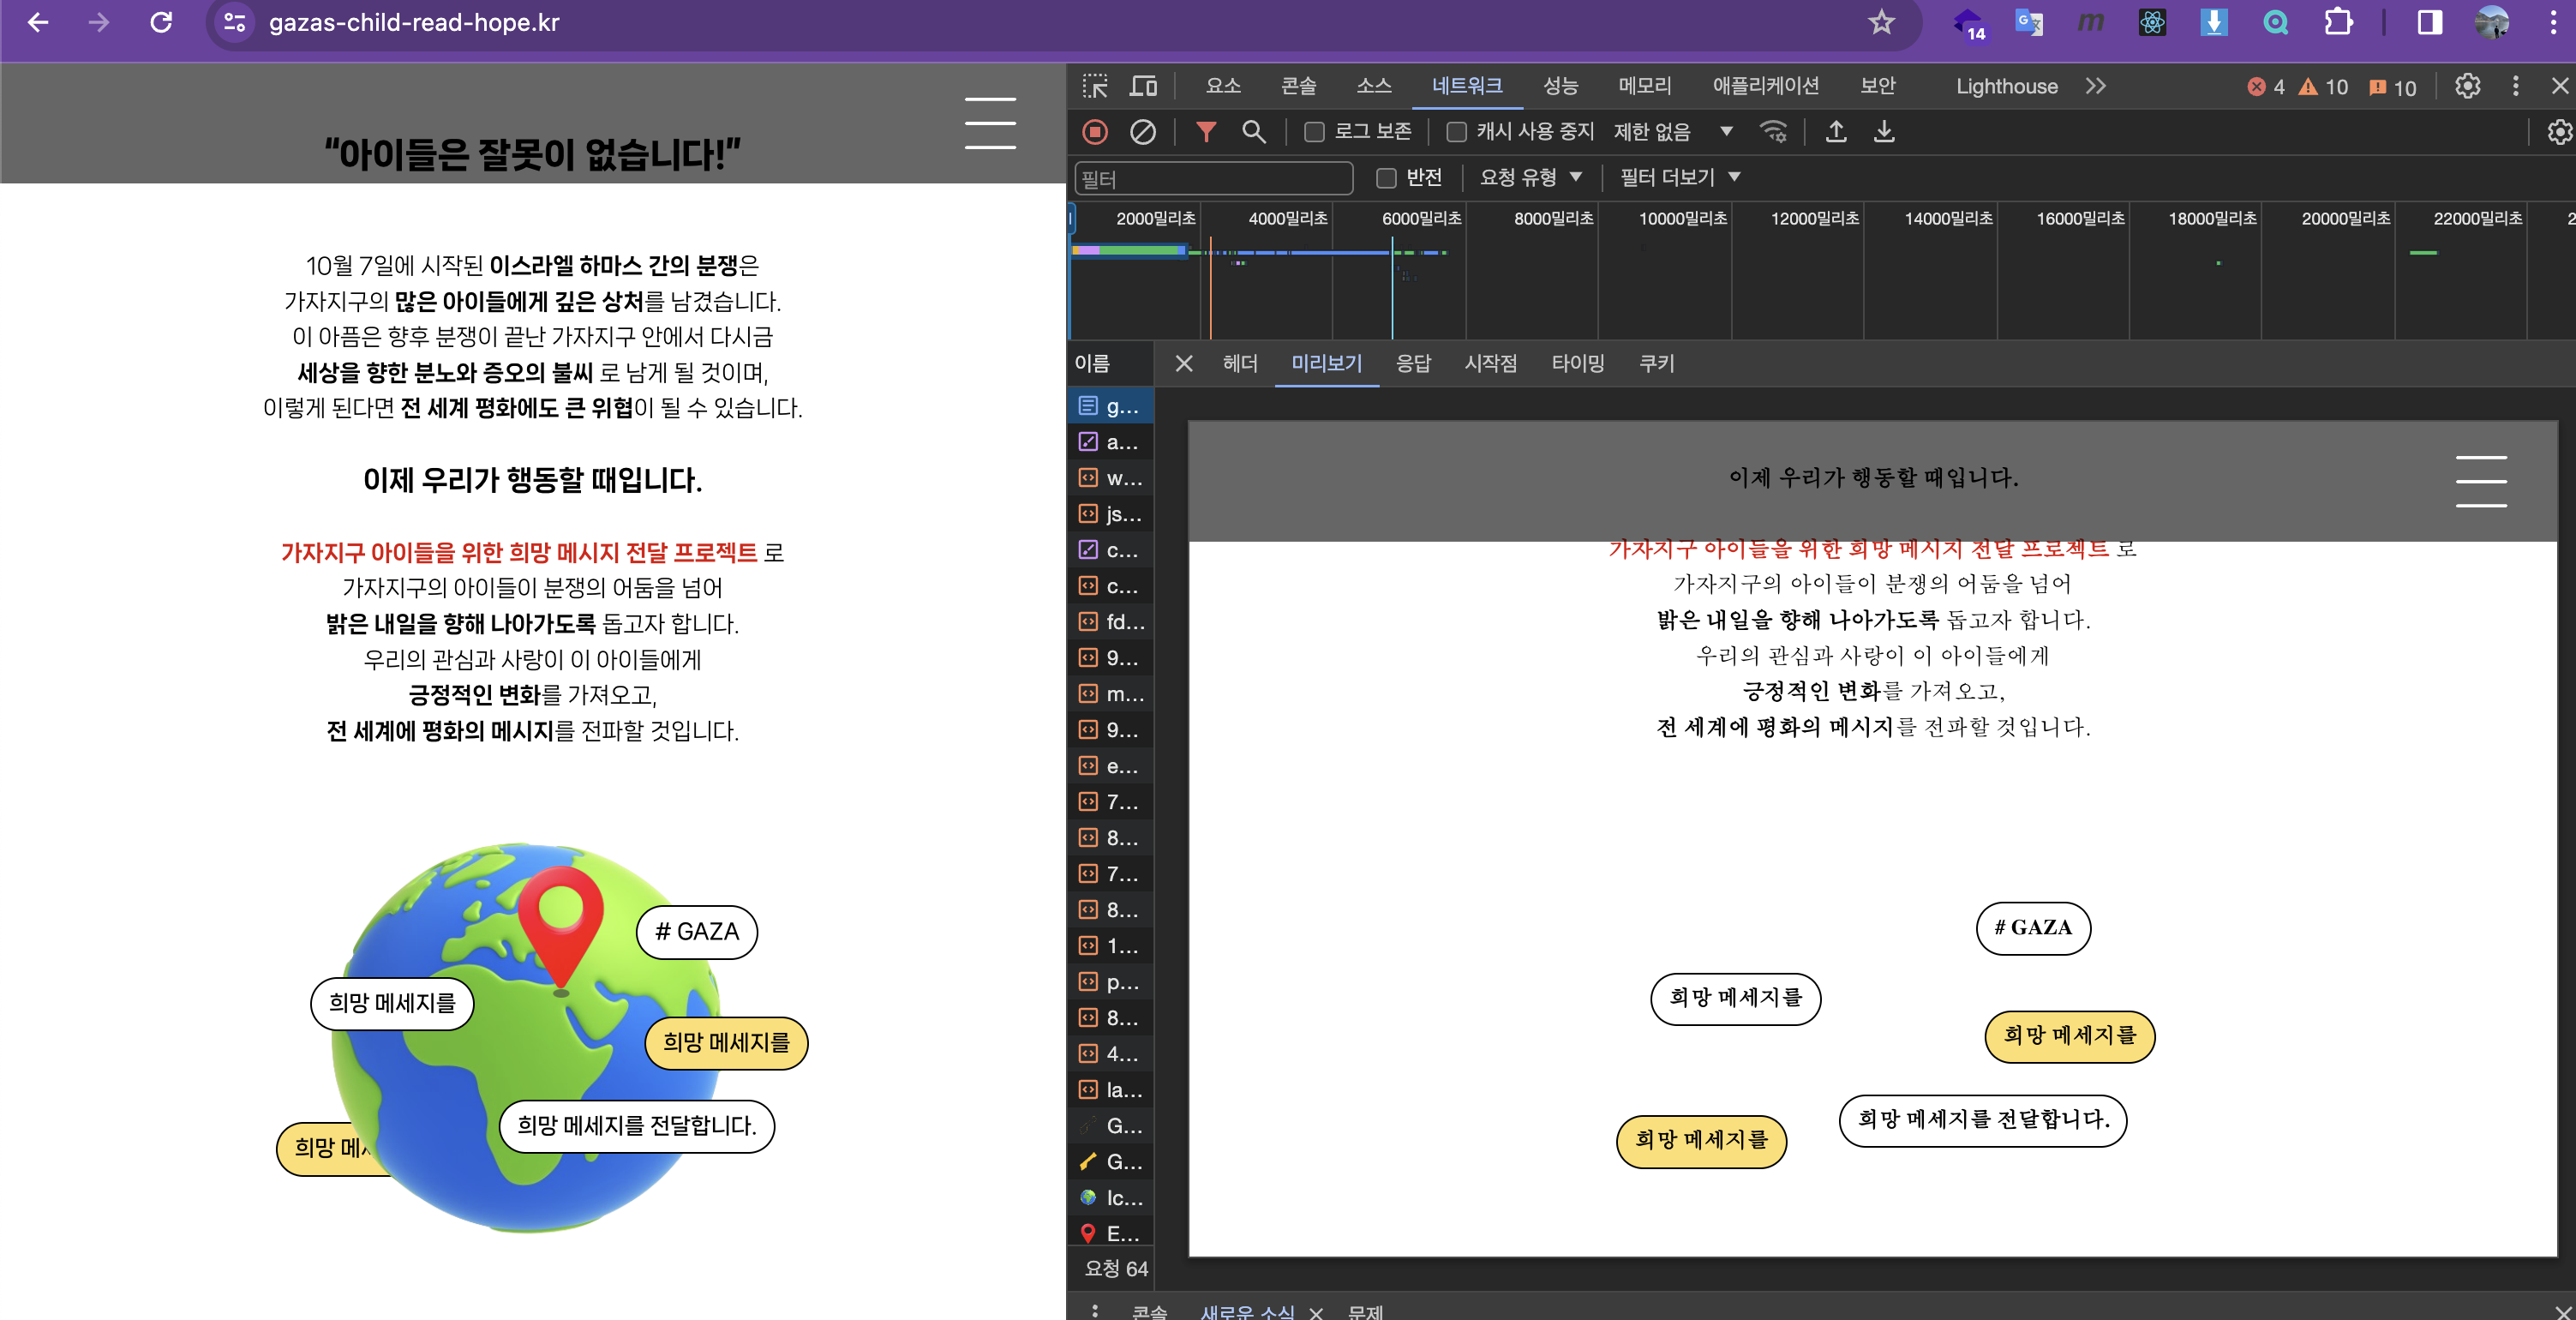 gazas-child-read-hope.kr
14
“아이들은 잘못이 없습니다!”
10월 7일에 시작된 이스라엘 하마스 간의 분쟁은
가자지구의 많은 아이들에게 깊은 상처를 남겼습니다.
이 아픔은 향후 분쟁이 끝난 가자지구 안에서 다시금
세상을 향한 분노와 증오의 불씨 로 남게 될 것이며,
이렇게 된다면 전 세계 평화에도 큰 위협이 될 수 있습니다.
이제 우리가 행동할 때입니다.
가자지구 아이들을 위한 희망 메시지 전달 프로젝트 로
가자지구의 아이들이 분쟁의 어둠을 넘어
밝은 내일을 향해 나아가도록 돕고자 합니다.
우리의 관심과 사랑이 이 아이들에게
긍정적인 변화를 가져오고,
전 세계에 평화의 메시지를 전파할 것입니다.
# GAZA
희망 메세지를
희망 메세지를
희망 메세지를 전달합니다.
희망 메
요소 콘솔 소스 네트워크 성능 메모리 애플리케이션 보안 Lighthouse 4 10 10
로그 보존 캐시 사용 중지 제한 없음
필터 반전 요청 유형 필터 더보기
2000밀리초 4000밀리초 6000밀리초 8000밀리초 10000밀리초 12000밀리초 14000밀리초 16000밀리초 18000밀리초 20000밀리초 22000밀리초 2
이름 헤더 미리보기 응답 시작점 타이밍 쿠키
g...
a...
w...
js...
c...
c...
fd...
9...
m...
9...
e...
7...
8...
7...
8...
1...
p...
8...
4...
la...
G...
G...
Ic...
E...
요청 64
이제 우리가 행동할 때입니다.
가자지구 아이들을 위한 희망 메시지 전달 프로젝트 로
가자지구의 아이들이 분쟁의 어둠을 넘어
밝은 내일을 향해 나아가도록 돕고자 합니다.
우리의 관심과 사랑이 이 아이들에게
긍정적인 변화를 가져오고,
전 세계에 평화의 메시지를 전파할 것입니다.
# GAZA
희망 메세지를
희망 메세지를
희망 메세지를 전달합니다.
희망 메세지를
콘솔 새로운 소식 문제